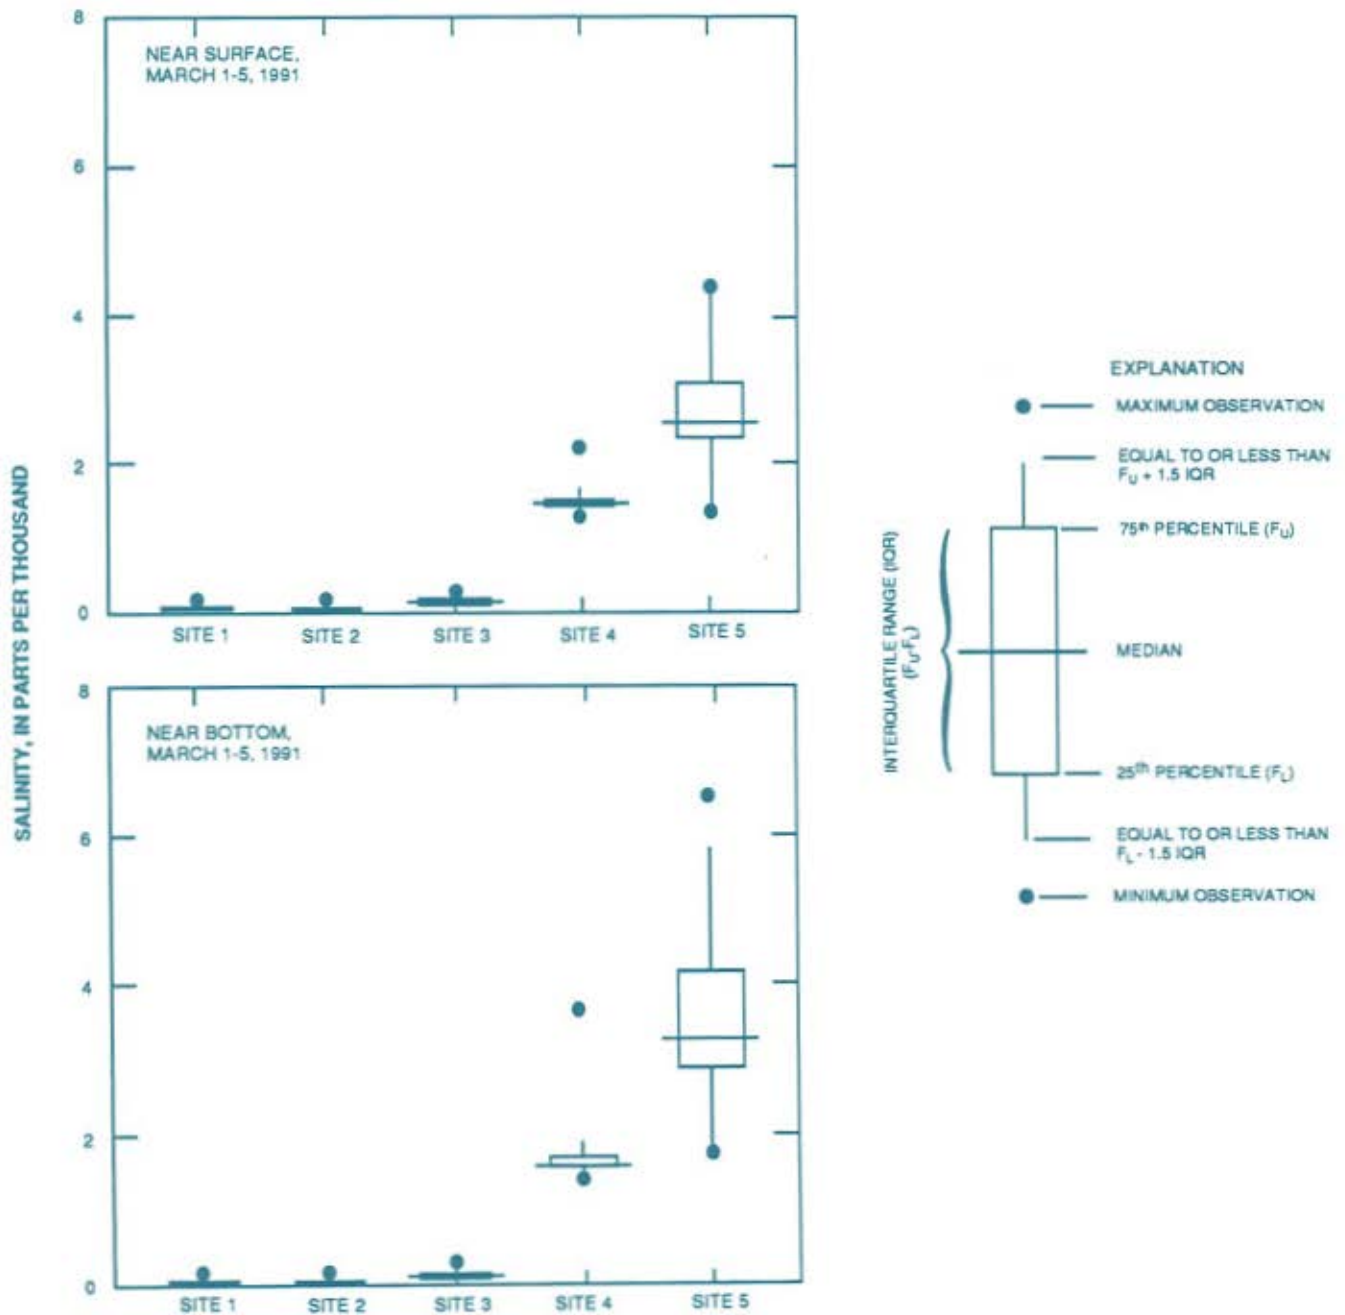 SALINITY, IN PARTS PER THOUSAND
8
NEAR SURFACE,
MARCH 1-5, 1991
6
4
2
0
SITE 1 SITE 2 SITE 3 SITE 4 SITE 5
8
NEAR BOTTOM,
MARCH 1-5, 1991
6
4
2
0
SITE 1 SITE 2 SITE 3 SITE 4 SITE 5
EXPLANATION
MAXIMUM OBSERVATION
EQUAL TO OR LESS THAN
FU + 1.5 IQR
75th PERCENTILE (FU)
INTERQUARTILE RANGE (IQR)
(FU-FL)
MEDIAN
25th PERCENTILE (FL)
EQUAL TO OR LESS THAN
FL - 1.5 IQR
MINIMUM OBSERVATION